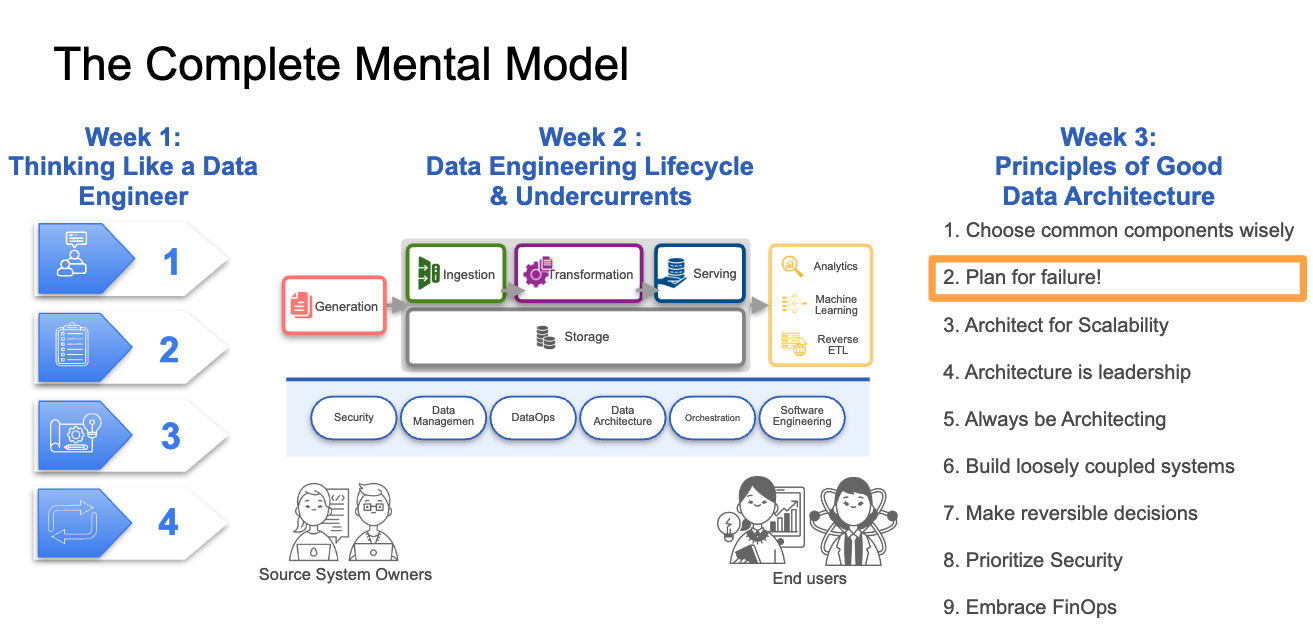 The Complete Mental Model
Week 1:
Thinking Like a Data
Engineer
1
2
3
4
Week 2 :
Data Engineering Lifecycle
& Undercurrents
Generation
Ingestion
Transformation
Serving
Storage
Analytics
Machine
Learning
Reverse
ETL
Security
Data
Managemen
DataOps
Data
Architecture
Orchestration
Software
Engineering
Source System Owners
End users
Week 3:
Principles of Good
Data Architecture
1. Choose common components wisely
2. Plan for failure!
3. Architect for Scalability
4. Architecture is leadership
5. Always be Architecting
6. Build loosely coupled systems
7. Make reversible decisions
8. Prioritize Security
9. Embrace FinOps